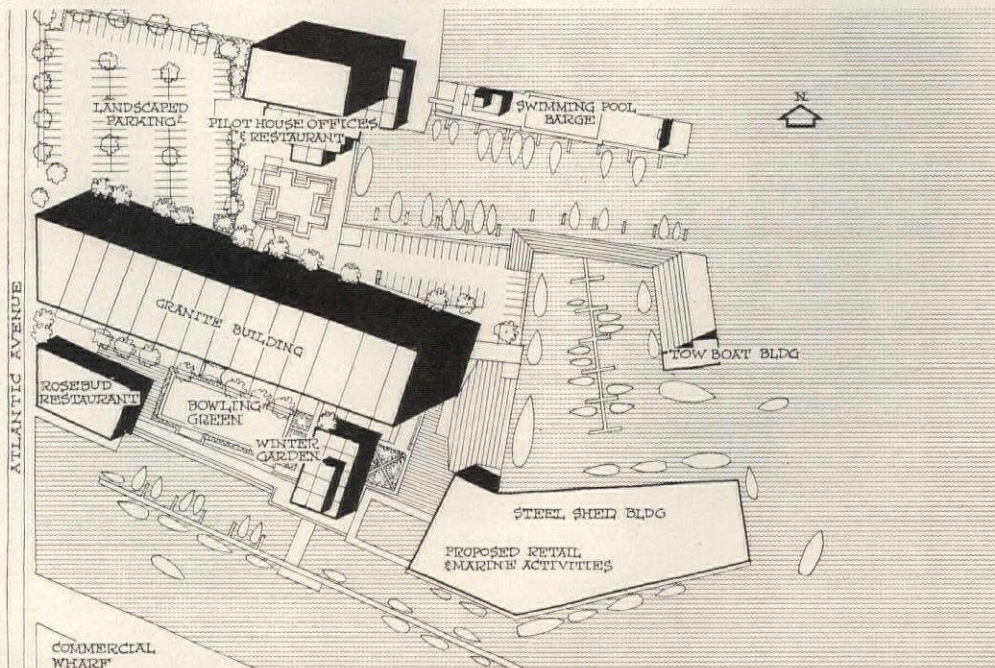 LANDSCAPED
PARKING
PILOT HOUSE OFFICES
& RESTAURANT
SWIMMING POOL
BARGE
N
ATLANTIC AVENUE
GRANITE BUILDING
TOW BOAT BLDG
ROSEBUD
RESTAURANT
BOWLING
GREEN
WINTER
GARDEN
STEEL SHED BLDG
PROPOSED RETAIL
& MARINE ACTIVITIES
COMMERCIAL
WHARF